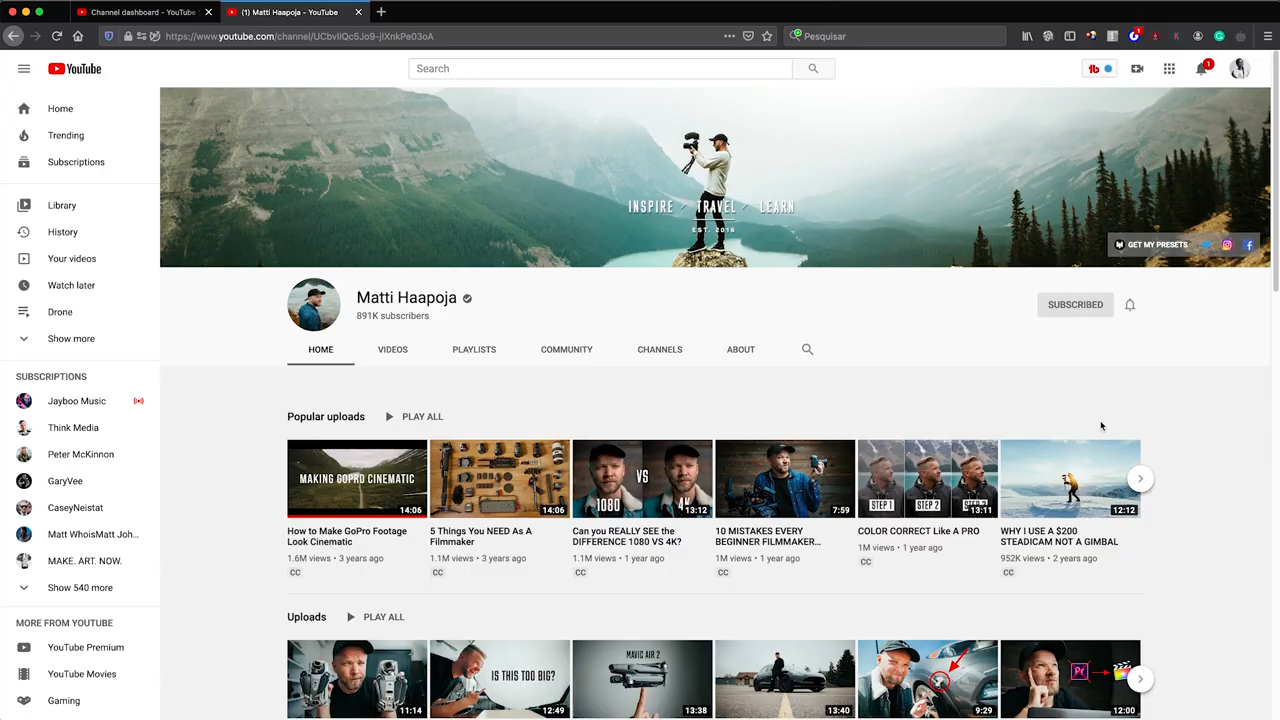 Channel dashboard - YouTube
(1) Matti Haapoja - YouTube
https://www.youtube.com/channel/UCbvIlQc5Jo9-jlXnkPe03oA
Pesquisar
YouTube
Search
1
Home
Trending
Subscriptions
Library
History
Your videos
Watch later
Drone
Show more
SUBSCRIPTIONS
Jayboo Music
Think Media
Peter McKinnon
GaryVee
CaseyNeistat
Matt WhoisMatt Joh...
MAKE. ART. NOW.
Show 540 more
MORE FROM YOUTUBE
YouTube Premium
YouTube Movies
Gaming
INSPIRE / TRAVEL / LEARN
EST. 2016
GET MY PRESETS
Matti Haapoja
891K subscribers
SUBSCRIBED
HOME VIDEOS PLAYLISTS COMMUNITY CHANNELS ABOUT
Popular uploads PLAY ALL
MAKING GOPRO CINEMATIC
14:06
How to Make GoPro Footage
Look Cinematic
1.6M views • 3 years ago
CC
14:06
5 Things You NEED As A
Filmmaker
1.1M views • 3 years ago
CC
1080 VS 4K
13:12
Can you REALLY SEE the
DIFFERENCE 1080 VS 4K?
1.1M views • 1 year ago
CC
7:59
10 MISTAKES EVERY
BEGINNER FILMMAKER...
1M views • 1 year ago
CC
STEP 1 STEP 2
13:11
COLOR CORRECT Like A PRO
1M views • 1 year ago
CC
12:12
WHY I USE A $200
STEADICAM NOT A GIMBAL
952K views • 2 years ago
CC
Uploads PLAY ALL
11:14
IS THIS TOO BIG?
12:49
MAVIC AIR 2
13:38
13:40
9:29
Pr
12:00